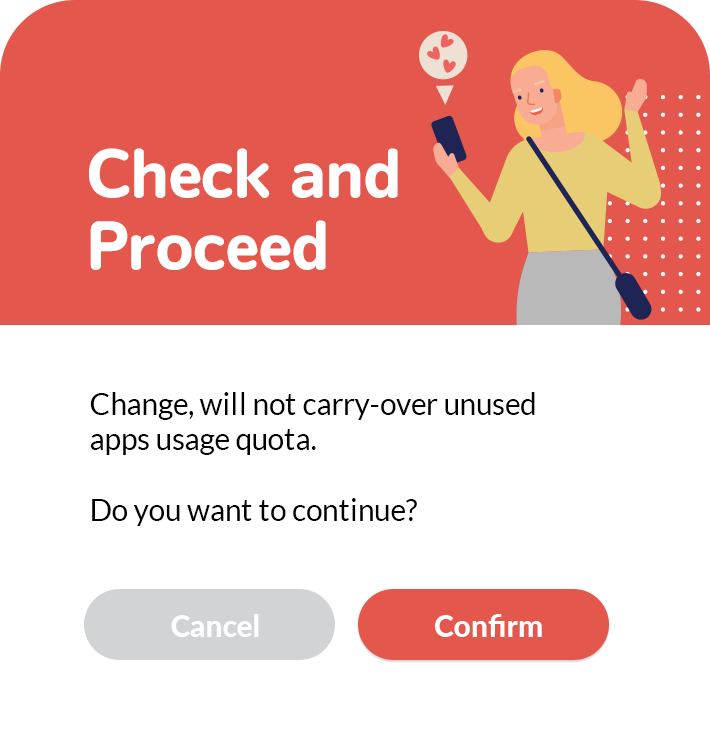 Check and
Proceed
Change, will not carry-over unused
apps usage quota.
Do you want to continue?
Cancel
Confirm